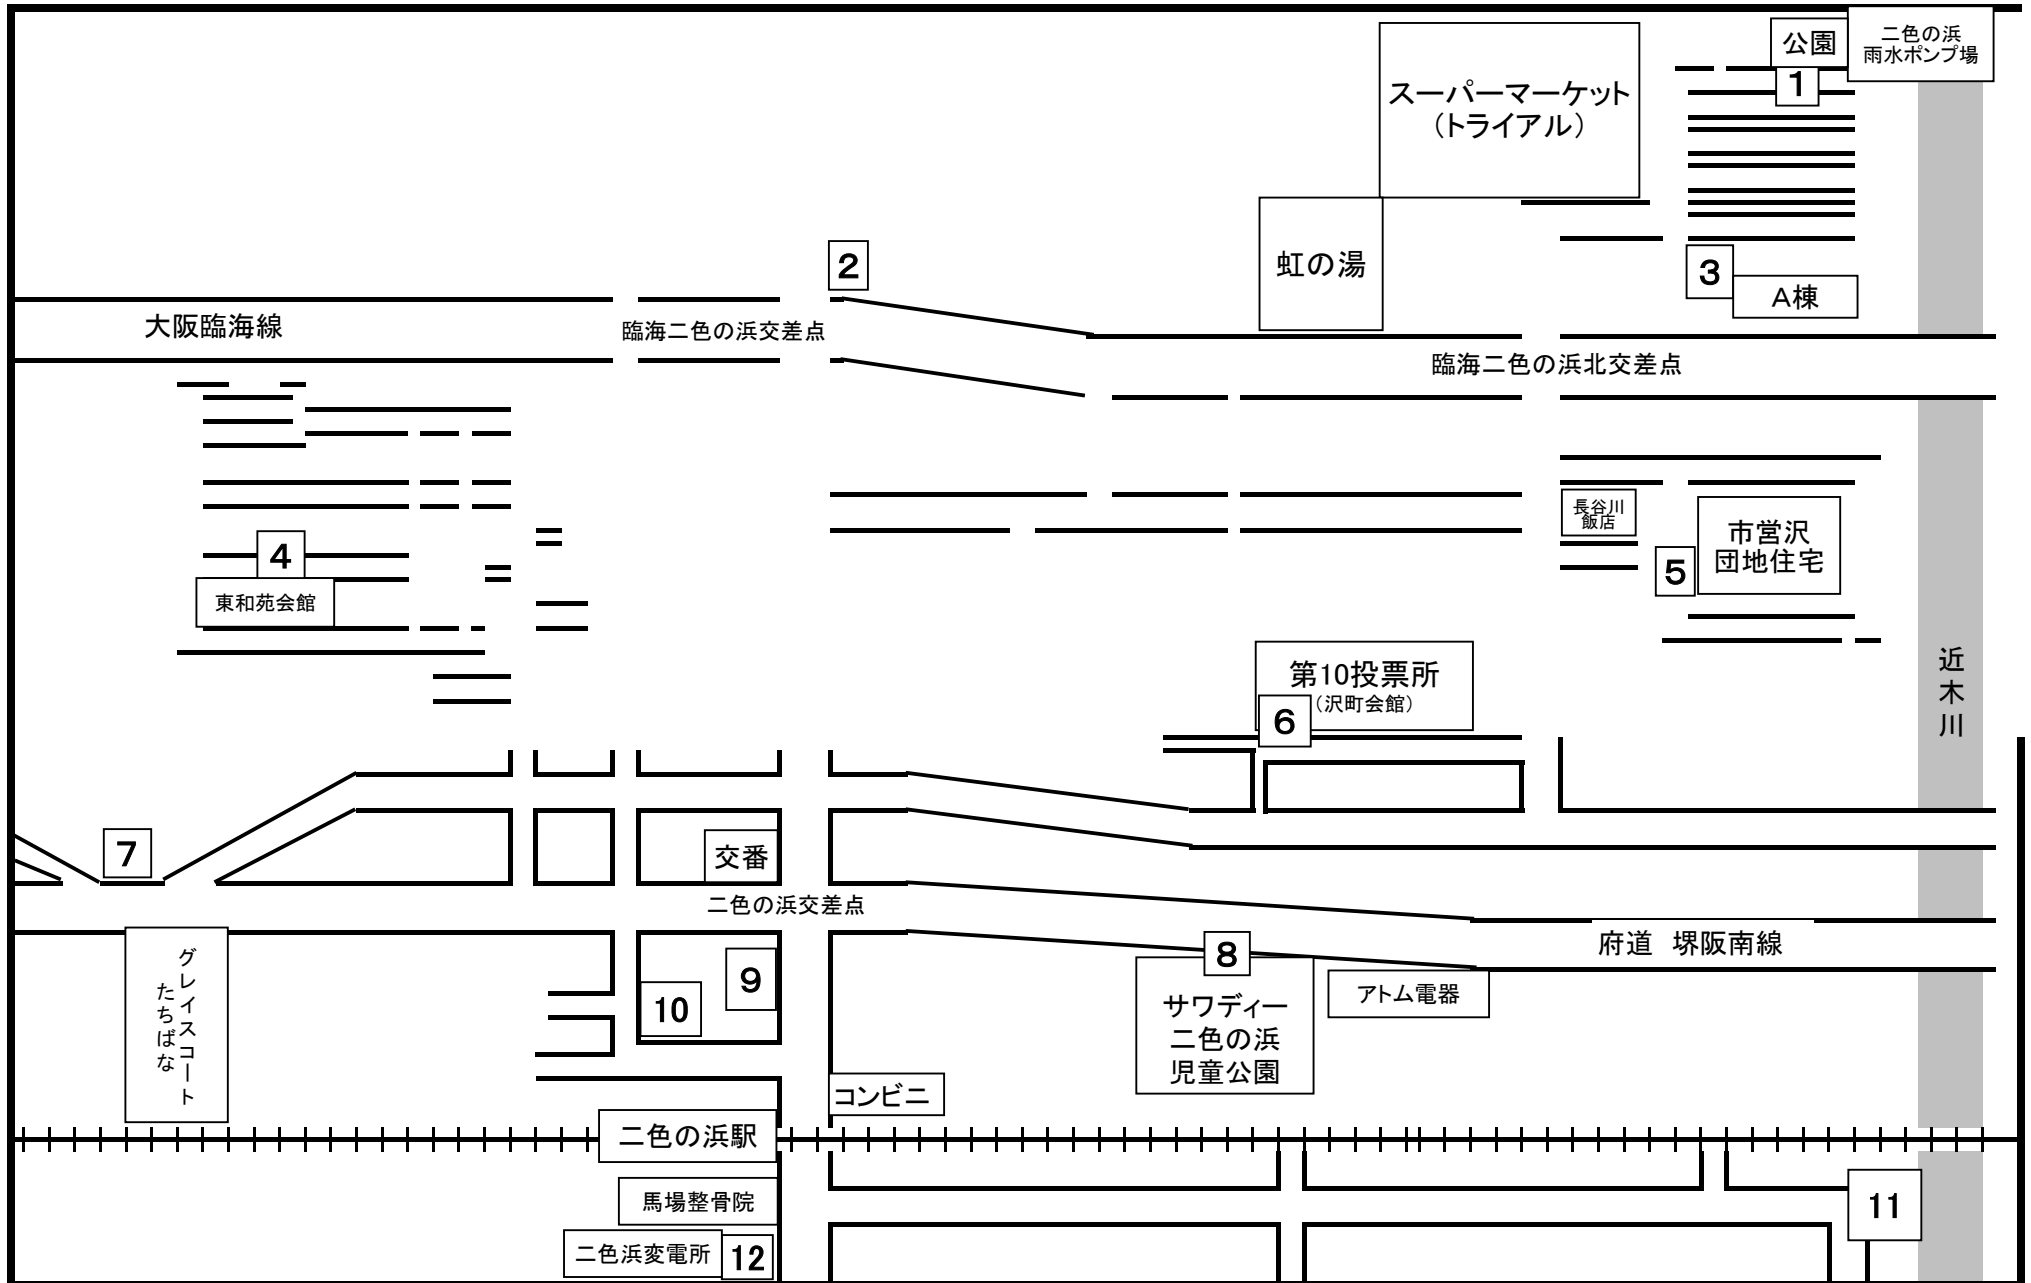 公園
二色の浜
雨水ポンプ場
1
スーパーマーケット
（トライアル）
虹の湯
2
3
A棟
大阪臨海線
臨海二色の浜交差点
臨海二色の浜北交差点
長谷川
飯店
市営沢
団地住宅
4
5
東和苑会館
近木川
第10投票所
（沢町会館）
6
7
交番
二色の浜交差点
グレイスコート
たちばな
8
府道　堺阪南線
9
10
サワディー
二色の浜
児童公園
アトム電器
コンビニ
二色の浜駅
馬場整骨院
11
二色浜変電所
12